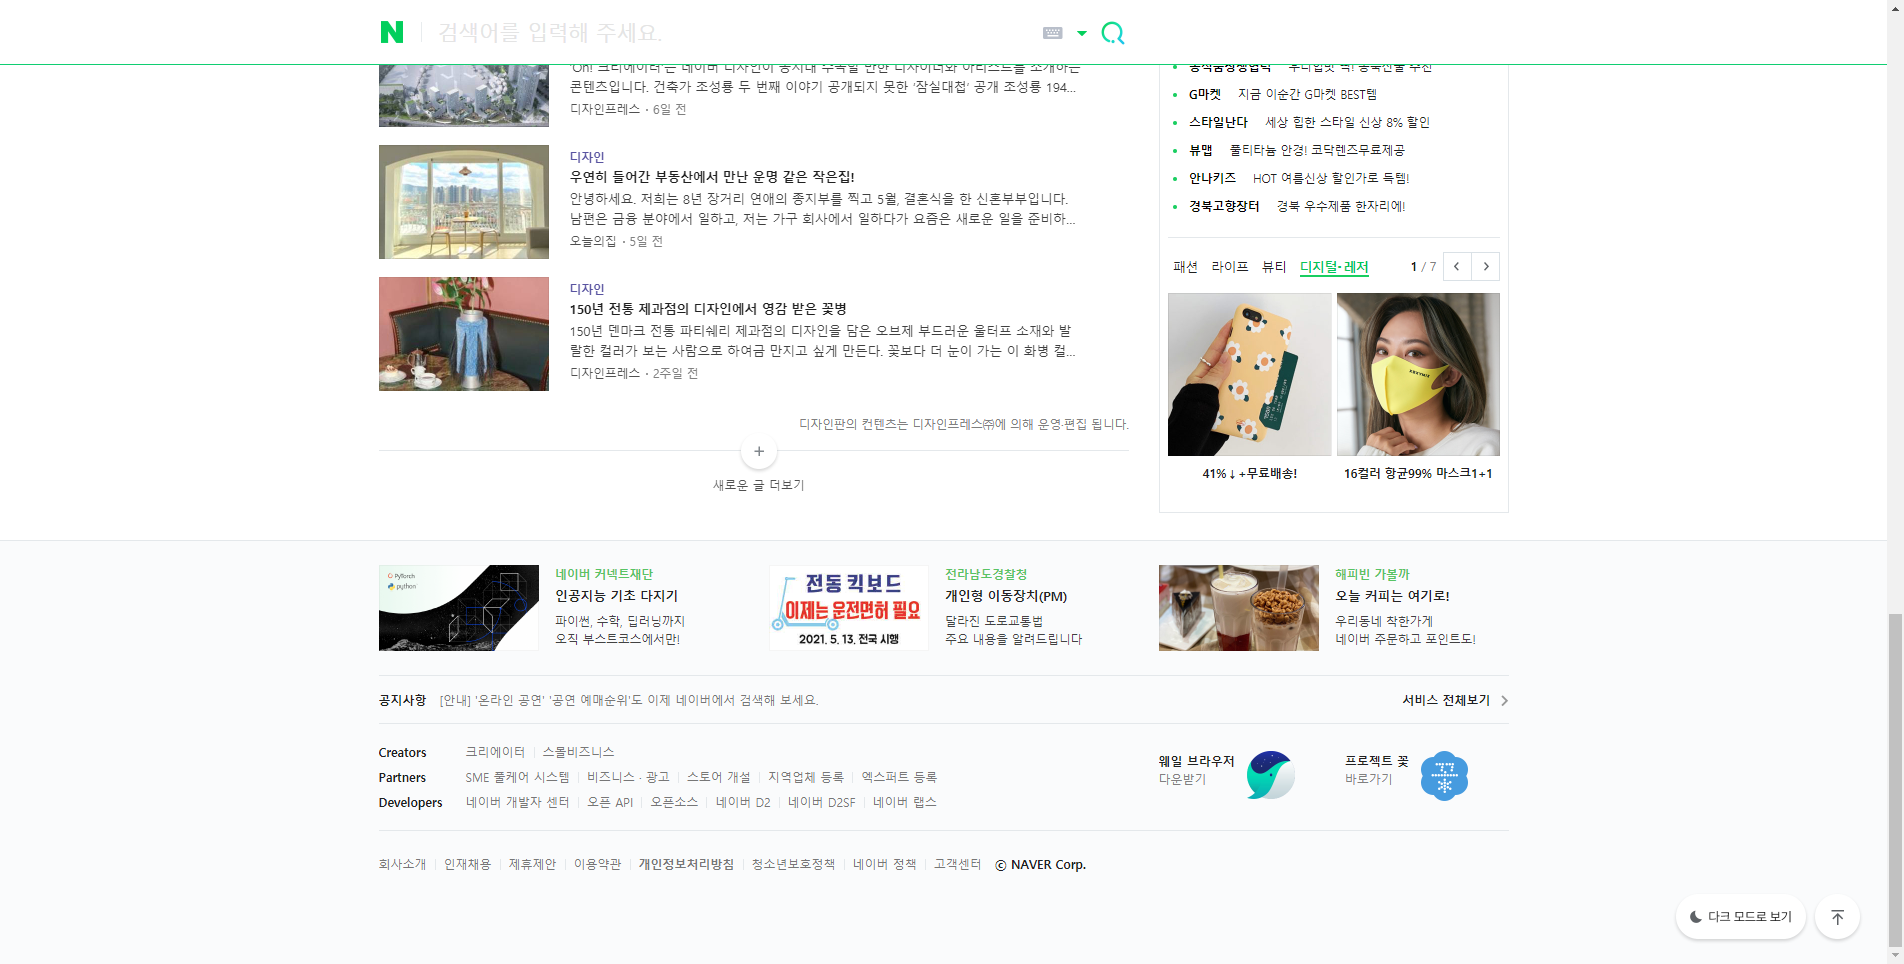 N
검색어를 입력해 주세요.
'Oh! 크리에이터'는 네이버 디자인이 동시대 주목할 만한 디자이너와 아티스트를 소개하는
콘텐츠입니다. 건축가 조성룡 두 번째 이야기 공개되지 못한 '잠실대첩' 공개 조성룡 194...
디자인프레스 · 6일 전
디자인
우연히 들어간 부동산에서 만난 운명 같은 작은집!
안녕하세요. 저희는 8년 장거리 연애의 종지부를 찍고 5월, 결혼식을 한 신혼부부입니다.
남편은 금융 분야에서 일하고, 저는 가구 회사에서 일하다가 요즘은 새로운 일을 준비하...
오늘의집 · 5일 전
디자인
150년 전통 제과점의 디자인에서 영감 받은 꽃병
150년 덴마크 전통 파티쉐리 제과점의 디자인을 담은 오브제 부드러운 울터프 소재와 발
랄한 컬러가 보는 사람으로 하여금 만지고 싶게 만든다. 꽃보다 더 눈이 가는 이 화병 컬...
디자인프레스 · 2주일 전
디자인판의 컨텐츠는 디자인프레스㈜에 의해 운영·편집 됩니다.
+
새로운 글 더보기
G마켓 지금 이순간 G마켓 BEST템
스타일난다 세상 힙한 스타일 신상 8% 할인
뷰맵 풀티타늄 안경! 코닥렌즈무료제공
안나키즈 HOT 여름신상 할인가로 득템!
경북고향장터 경북 우수제품 한자리에!
패션 라이프 뷰티 디지털·레저 1 / 7
41%↓+무료배송!
16컬러 항균99% 마스크1+1
PyTorch
python
네이버 커넥트재단
인공지능 기초 다지기
파이썬, 수학, 딥러닝까지
오직 부스트코스에서만!
전동킥보드
이제는 운전면허 필요
2021. 5. 13. 전국 시행
전라남도경찰청
개인형 이동장치(PM)
달라진 도로교통법
주요 내용을 알려드립니다
해피빈 가볼까
오늘 커피는 여기로!
우리동네 착한가게
네이버 주문하고 포인트도!
공지사항 [안내] '온라인 공연' '공연 예매순위'도 이제 네이버에서 검색해 보세요.
서비스 전체보기
Creators 크리에이터 스몰비즈니스
Partners SME 풀케어 시스템 비즈니스 · 광고 스토어 개설 지역업체 등록 엑스퍼트 등록
Developers 네이버 개발자 센터 오픈 API 오픈소스 네이버 D2 네이버 D2SF 네이버 랩스
웨일 브라우저
다운받기
프로젝트 꽃
바로가기
회사소개 인재채용 제휴제안 이용약관 개인정보처리방침 청소년보호정책 네이버 정책 고객센터 ⓒ NAVER Corp.
다크 모드로 보기